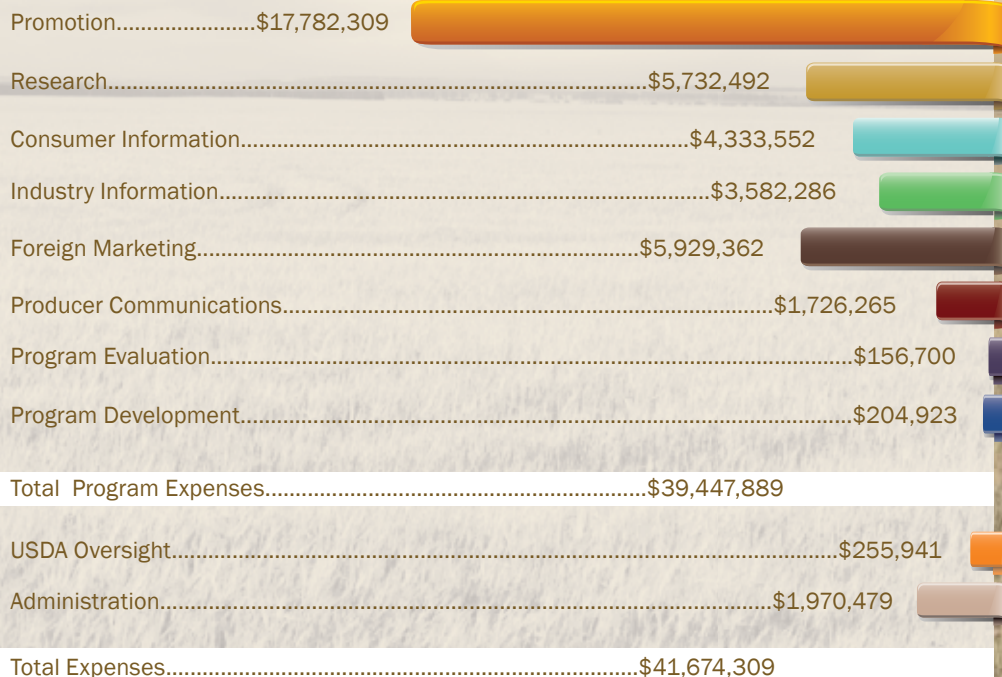 Promotion.......................$17,782,309
Research..........................................................................................$5,732,492
Consumer Information...........................................................................$4,333,552
Industry Information..................................................................................$3,582,286
Foreign Marketing..........................................................................$5,929,362
Producer Communications..................................................................................$1,726,265
Program Evaluation...........................................................................................................$156,700
Program Development......................................................................................................$204,923
Total Program Expenses................................................................$39,447,889
USDA Oversight...............................................................................................................$255,941
Administration......................................................................................................$1,970,479
Total Expenses...............................................................................$41,674,309